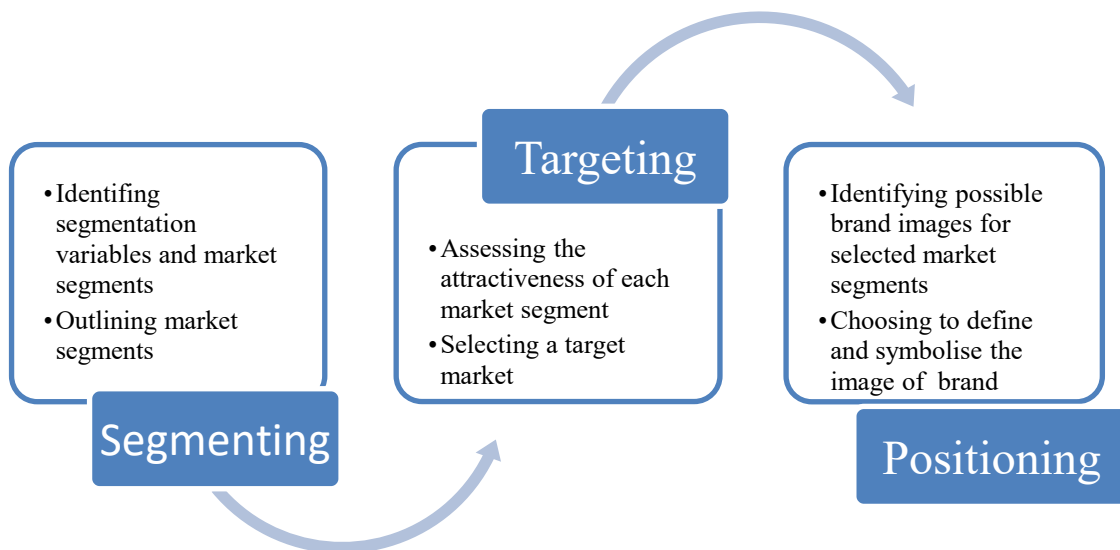 • Identifing
segmentation
variables and market
segments
• Outlining market
segments
Segmenting
Targeting
• Assessing the
attractiveness of each
market segment
• Selecting a target
market
• Identifying possible
brand images for
selected market
segments
• Choosing to define
and symbolise the
image of brand
Positioning